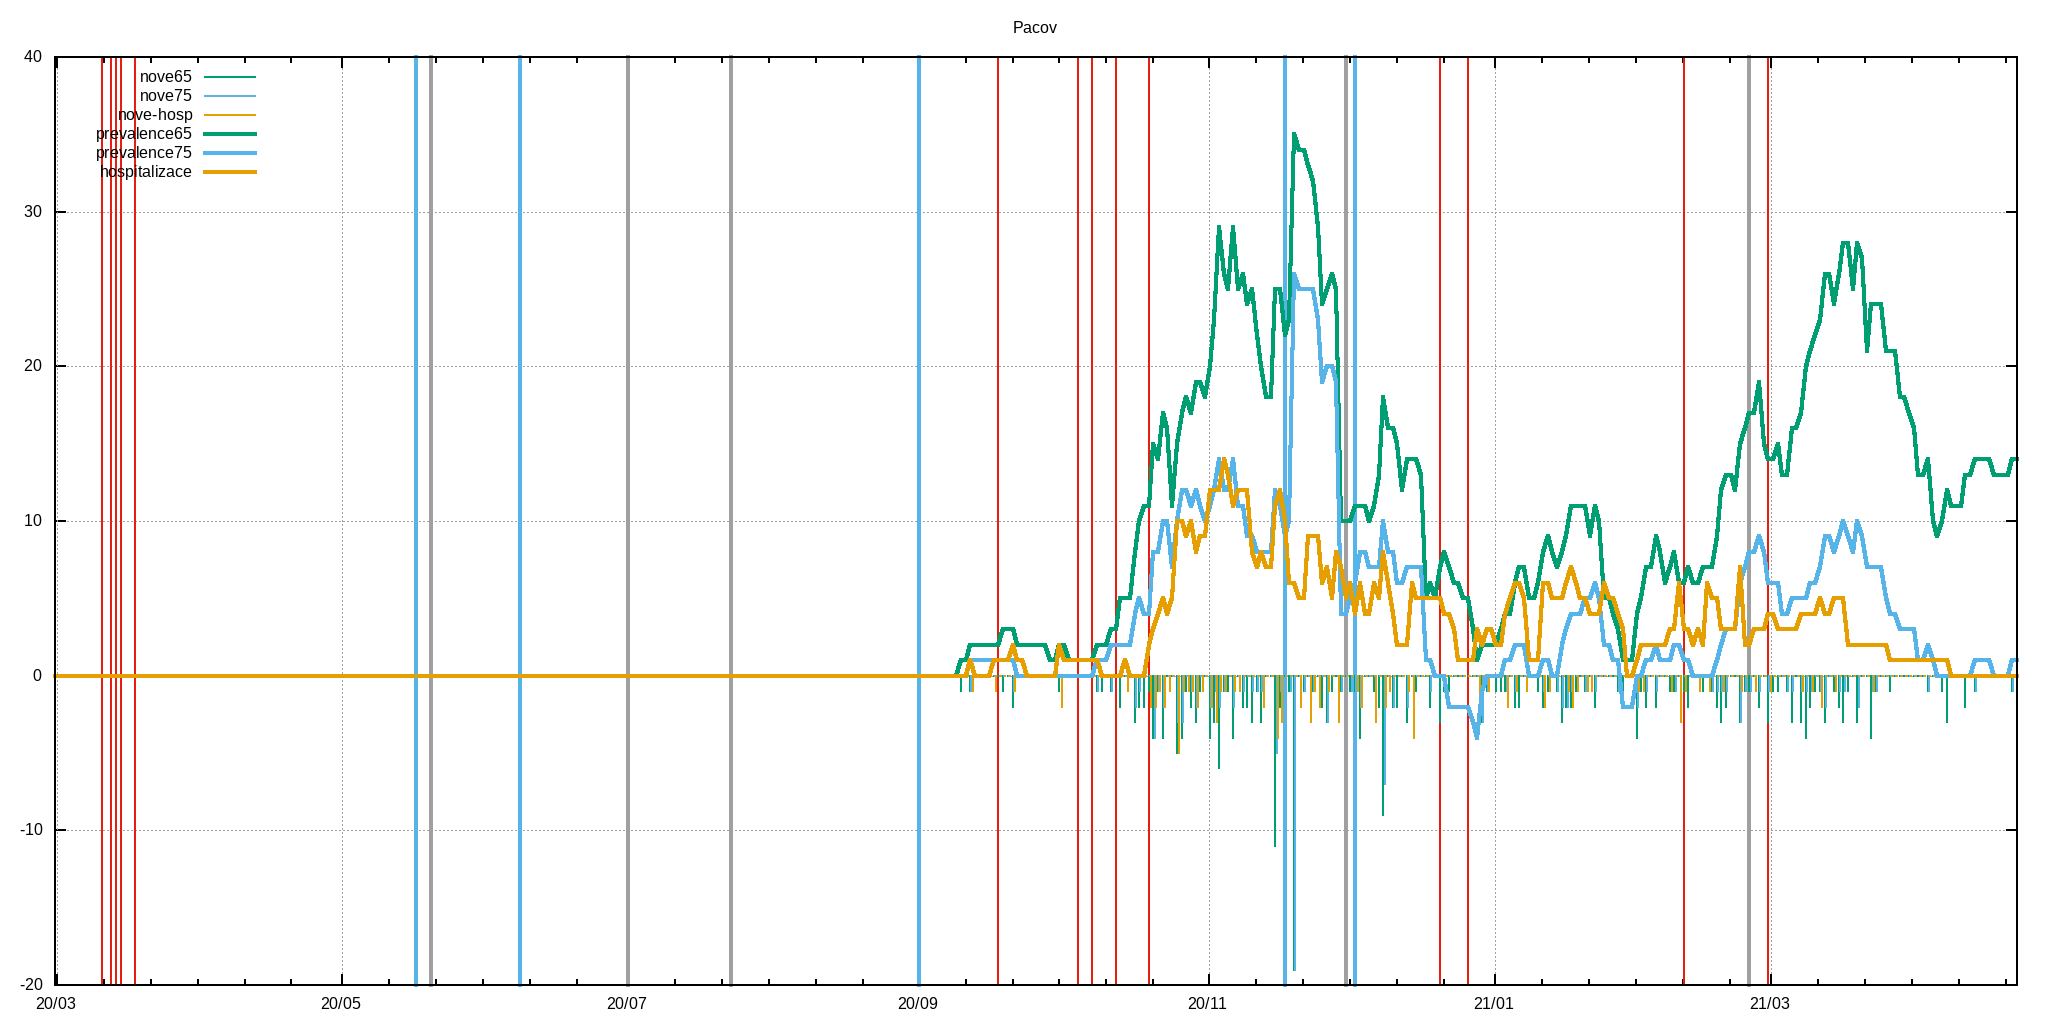 Pacov
40
30
20
10
0
-10
-20
nove65
nove75
nove-hosp
prevalence65
prevalence75
hospitalizace
20/03 20/05 20/07 20/09 20/11 21/01 21/03